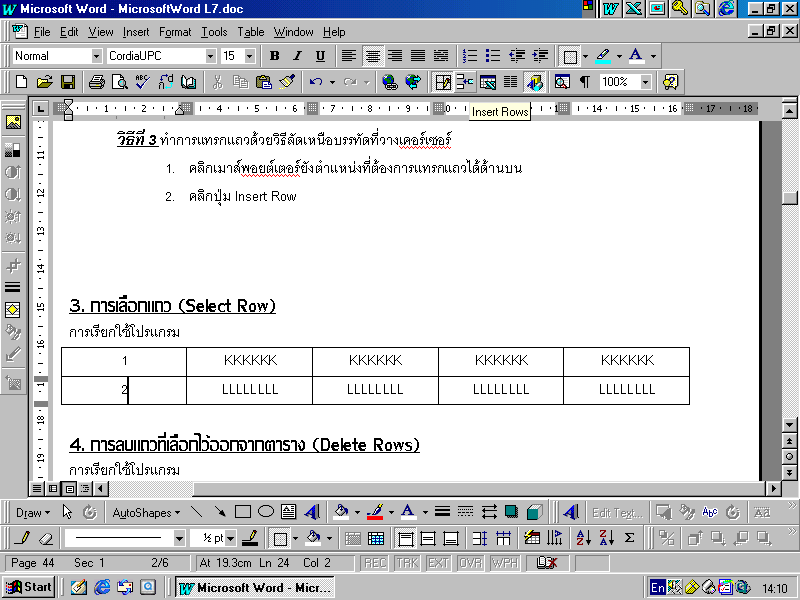 Microsoft Word - MicrosoftWord L7.doc
File Edit View Insert Format Tools Table Window Help
Normal CordiaUPC 15 B I U
100%
Insert Rows
วิธีที่ 3 ทำการแทรกแถวด้วยวิธีลัดเหนือบรรทัดที่วางเคอร์เซอร์
1. คลิกเมาส์พอยต์เตอร์ยังตำแหน่งที่ต้องการแทรกแถวได้ด้านบน
2. คลิกปุ่ม Insert Row
3. การเลือกแถว (Select Row)
การเรียกใช้โปรแกรม
1 KKKKKK KKKKKK KKKKKK KKKKKK
2 LLLLLLLL LLLLLLLL LLLLLLLL LLLLLLLL
4. การลบแถวที่เลือกไว้ออกจากตาราง (Delete Rows)
การเรียกใช้โปรแกรม
Draw AutoShapes Edit Text...
½ pt
Page 44 Sec 1 2/6 At 19.3cm Ln 24 Col 2 REC TRK EXT OVR WPH
Start Microsoft Word - Micr... En 14:10